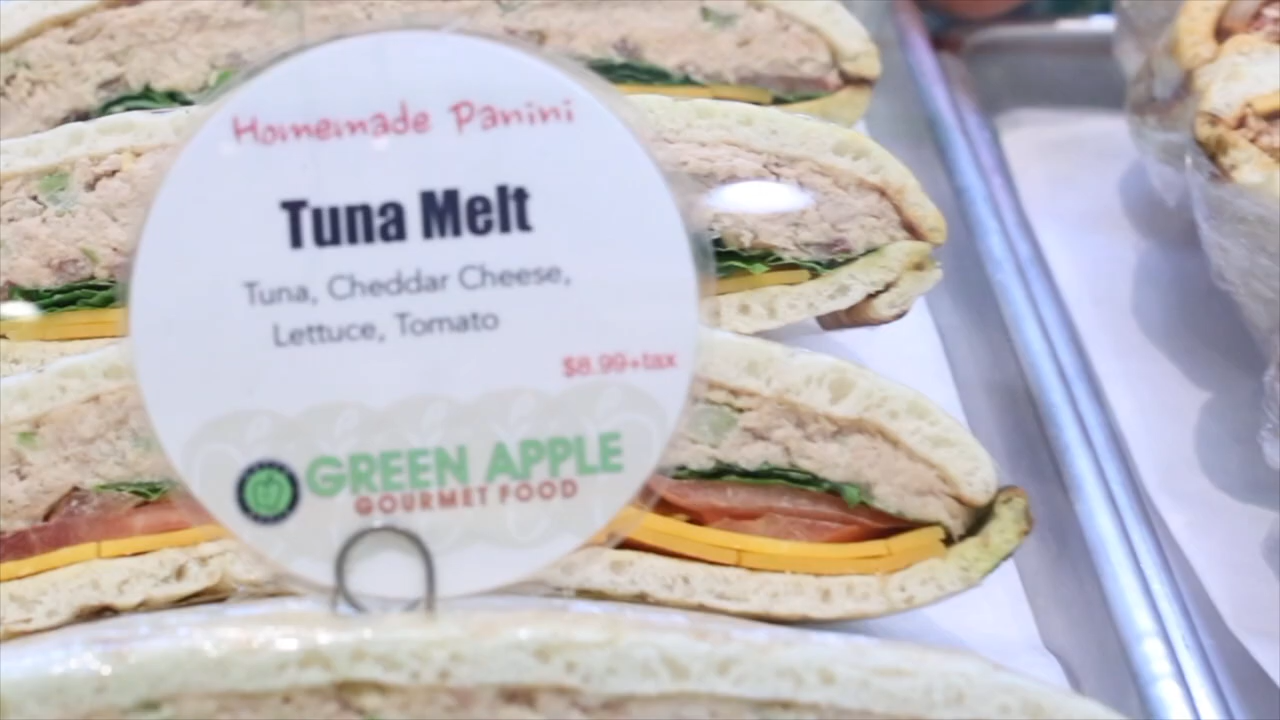 Homemade Panini
Tuna Melt
Tuna, Cheddar Cheese,
Lettuce, Tomato
$8.99+tax
GREEN APPLE
GOURMET FOOD